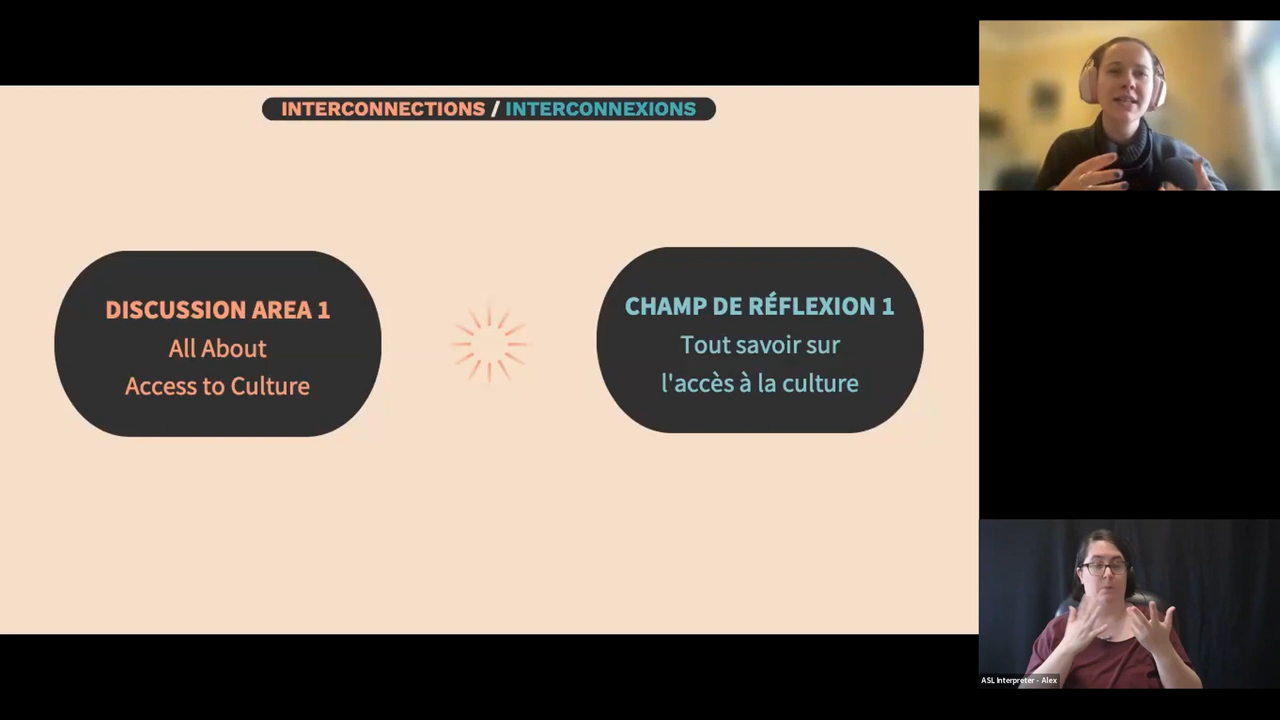 INTERCONNECTIONS / INTERCONNEXIONS
DISCUSSION AREA 1
All About
Access to Culture
CHAMP DE RÉFLEXION 1
Tout savoir sur
l'accès à la culture
ASL Interpreter - Alex